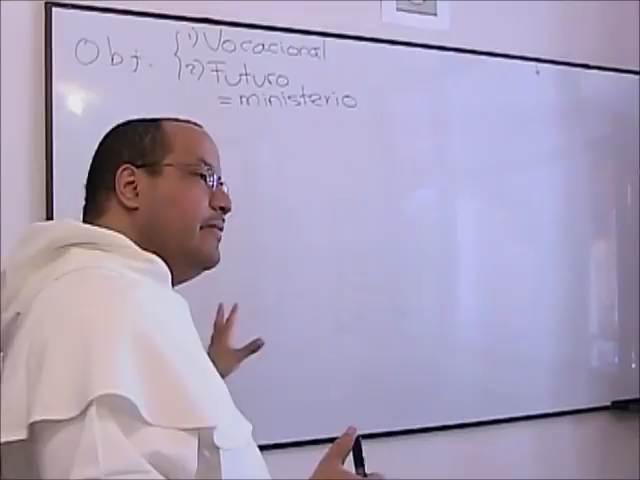 Obj. 1) Vocacional
2) Futuro
= ministerio